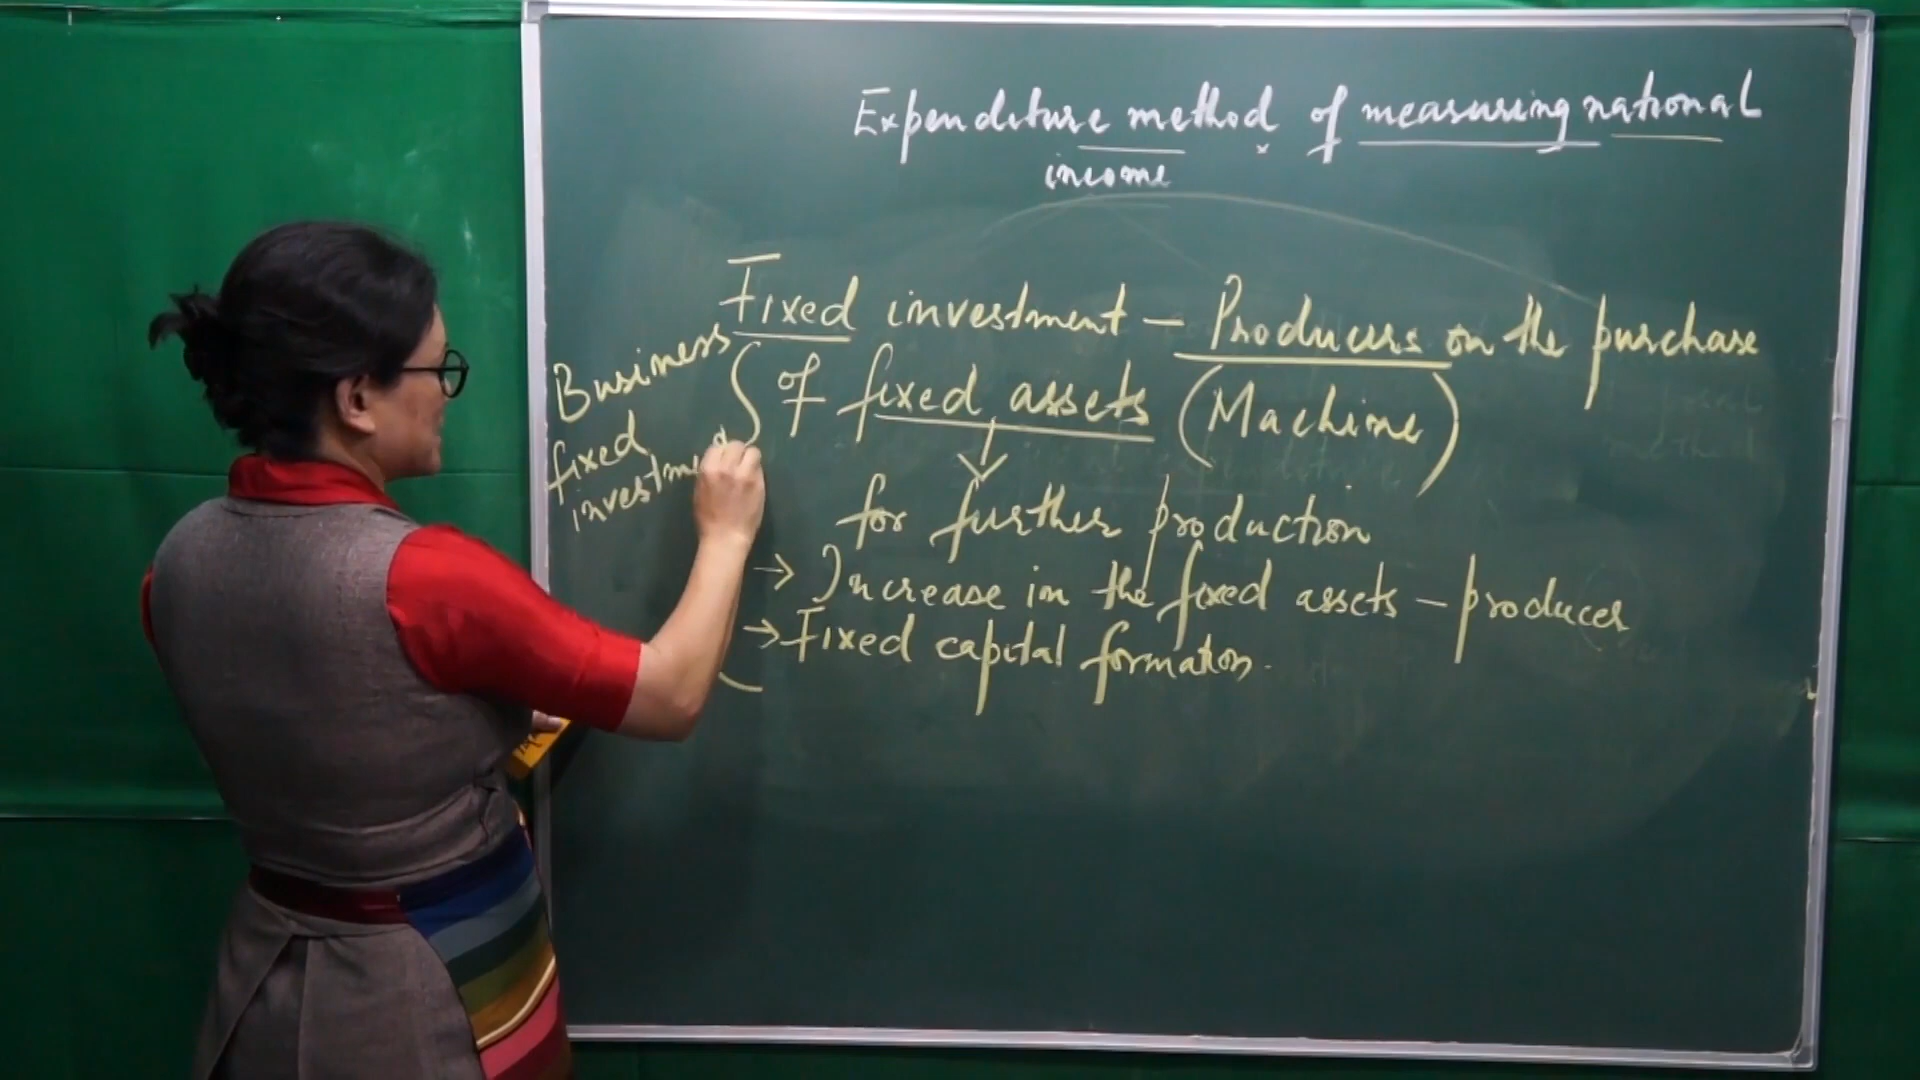 Expenditure method of measuring national
income
Fixed investment – Producers on the purchase
of fixed assets (Machine)
for further production
→ Increase in the fixed assets – producer
→ Fixed capital formation.
Business
fixed
investment